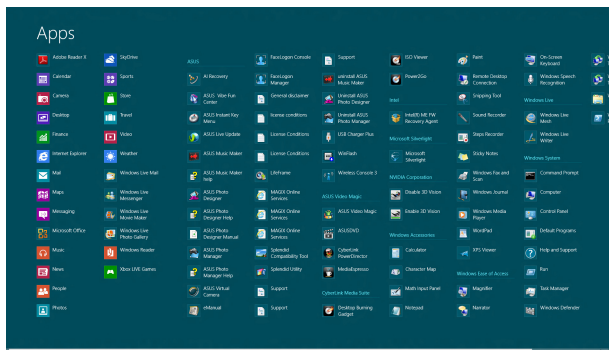 Apps
Adobe Reader X
Calendar
Camera
Desktop
Finance
Internet Explorer
Mail
Maps
Messaging
Microsoft Office
Music
News
People
Photos
SkyDrive
Sports
Store
Travel
Video
Weather
Windows Live Mail
Windows Live
Messenger
Windows Live
Movie Maker
Windows Live
Photo Gallery
Windows Reader
Xbox LIVE Games
ASUS
AI Recovery
ASUS Vibe Fun
Center
ASUS Instant Key
Menu
ASUS Live Update
ASUS Music Maker
ASUS Music Maker
help
ASUS Photo
Designer
ASUS Photo
Designer Help
ASUS Photo
Designer Manual
ASUS Photo
Manager
ASUS Photo
Manager Help
ASUS Virtual
Camera
eManual
FaceLogon Console
FaceLogon
Manager
General disclaimer
license conditions
License Conditions
License Conditions
LifeFrame
MAGIX Online
Services
MAGIX Online
Services
MAGIX Online
Services
Splendid
Compatibility Tool
Splendid Utility
Support
Support
Support
uninstall ASUS
Music Maker
Uninstall ASUS
Photo Designer
Uninstall ASUS
Photo Manager
USB Charger Plus
WinFlash
Wireless Console 3
ASUS Video Magic
ASUS Video Magic
ASUSDVD
CyberLink
PowerDirector
MediaEspresso
CyberLink Media Suite
Desktop Burning
Gadget
ISO Viewer
Power2Go
Intel
Intel(R) ME FW
Recovery Agent
Microsoft Silverlight
Microsoft
Silverlight
NVIDIA Corporation
Disable 3D Vision
Enable 3D Vision
Windows Accessories
Calculator
Character Map
Math Input Panel
Notepad
Paint
Remote Desktop
Connection
Snipping Tool
Sound Recorder
Steps Recorder
Sticky Notes
Windows Fax and
Scan
Windows Journal
Windows Media
Player
WordPad
XPS Viewer
Windows Ease of Access
Magnifier
Narrator
On-Screen
Keyboard
Windows Speech
Recognition
Windows Live
Windows Live
Mesh
Windows Live
Writer
Windows System
Command Prompt
Computer
Control Panel
Default Programs
Help and Support
Run
Task Manager
Windows Defender